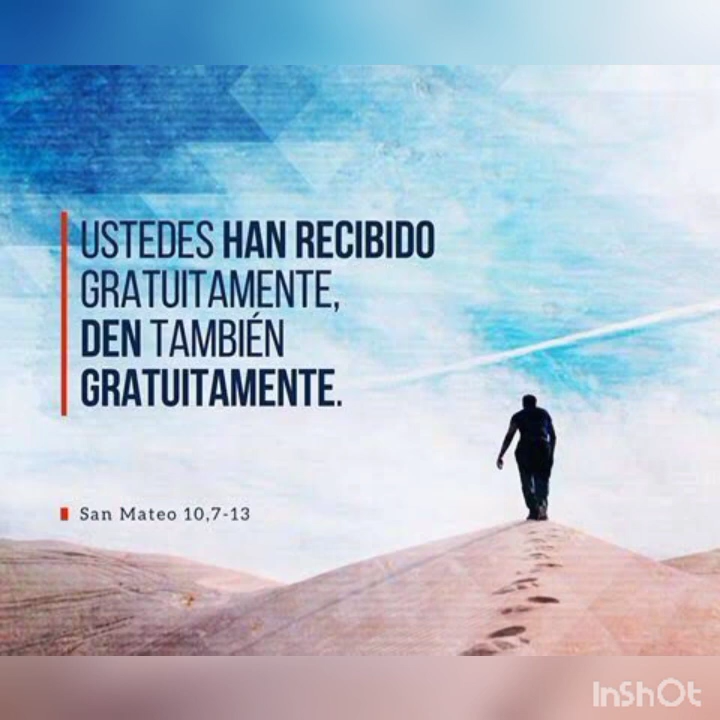 USTEDES HAN RECIBIDO
GRATUITAMENTE,
DEN TAMBIÉN
GRATUITAMENTE.
San Mateo 10,7-13
InShOt